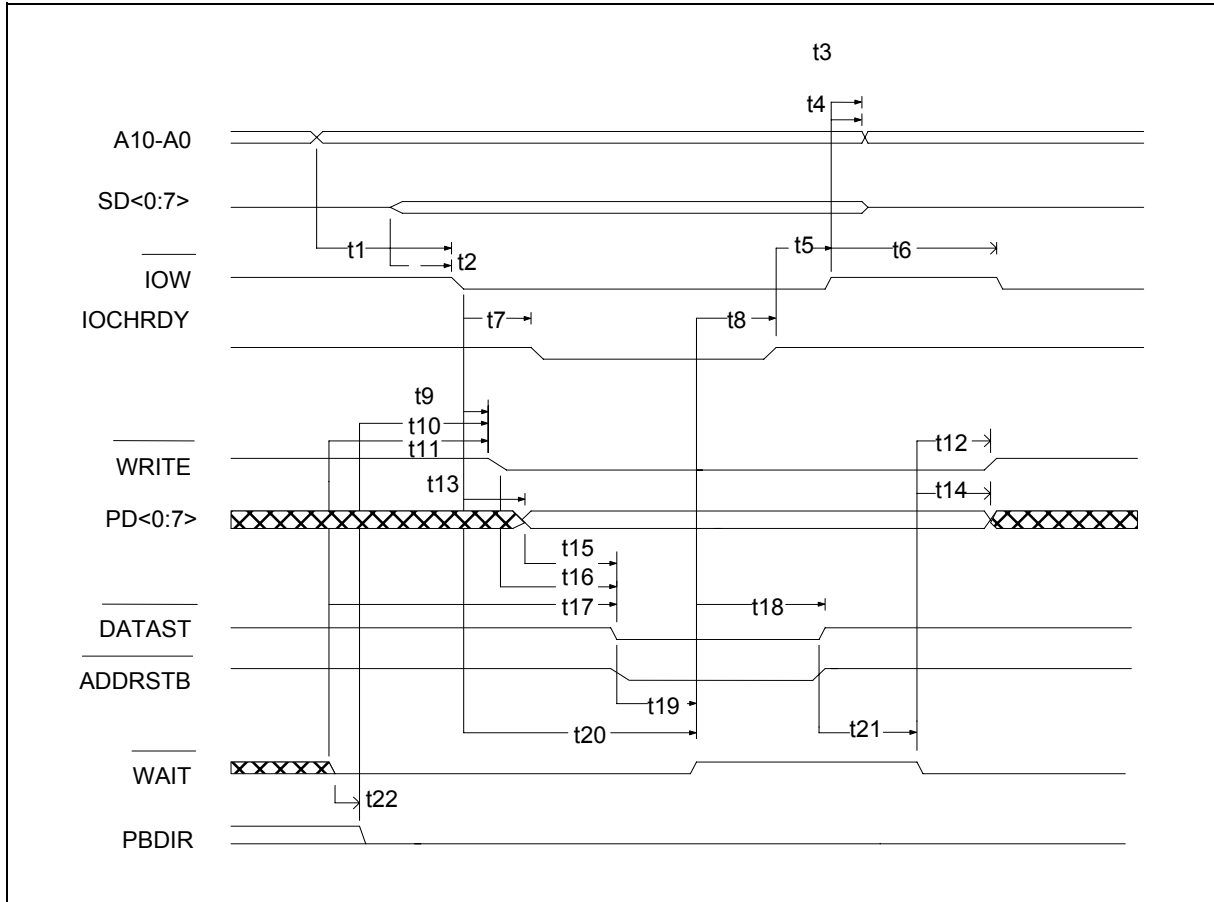 t3
t4
A10-A0
SD<0:7>
t1
t2
t5
t6
IOW
IOCHRDY
t7
t8
t9
t10
t11
t12
WRITE
t13
t14
PD<0:7>
t15
t16
t17
t18
DATAST
ADDRSTB
t19
t20
t21
WAIT
t22
PBDIR